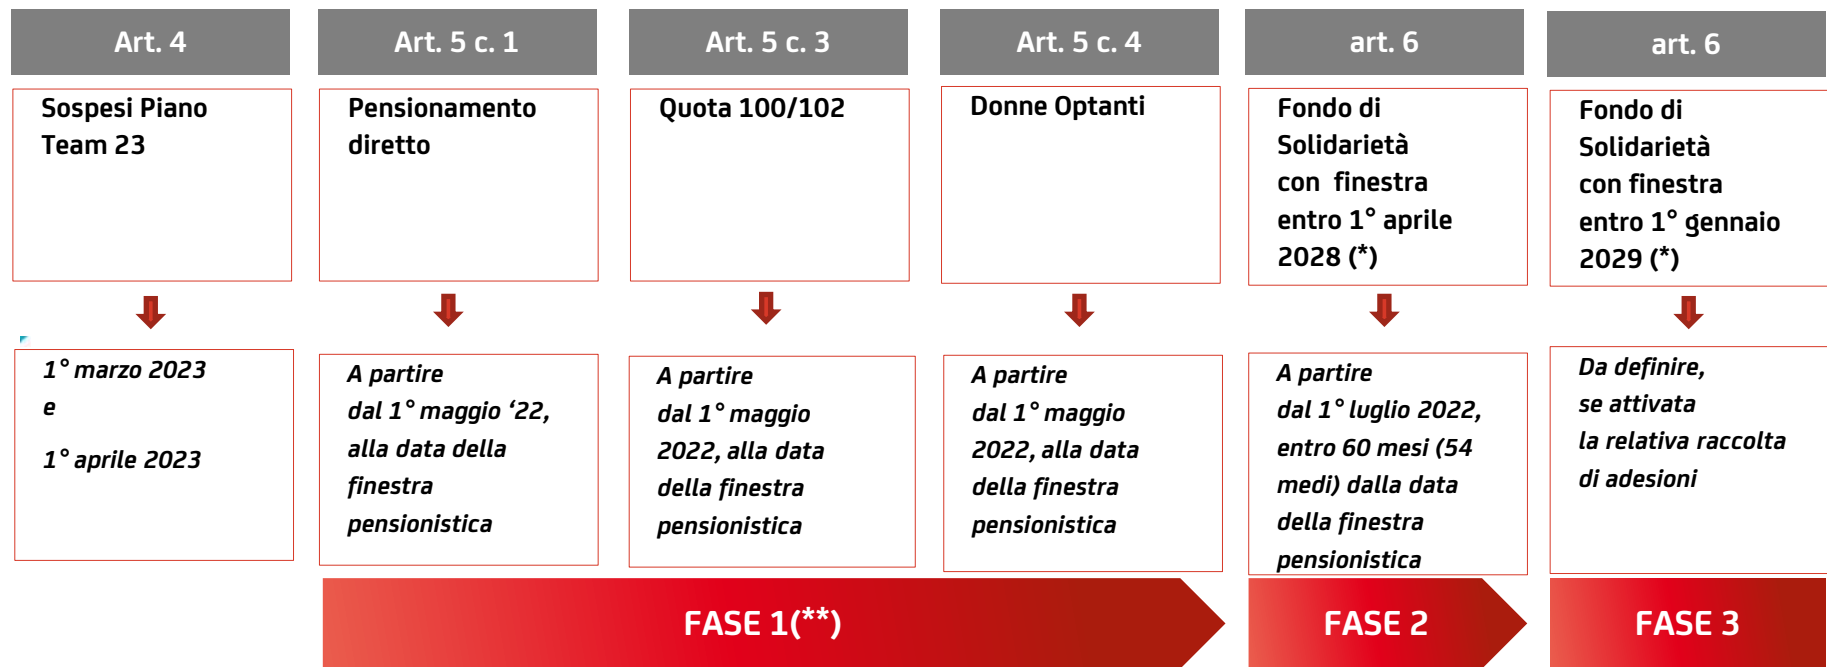 Art. 4
Sospesi Piano
Team 23
1° marzo 2023
e
1° aprile 2023
Art. 5 c. 1
Pensionamento
diretto
A partire
dal 1° maggio ‘22,
alla data della
finestra
pensionistica
Art. 5 c. 3
Quota 100/102
A partire
dal 1° maggio
2022, alla data
della finestra
pensionistica
Art. 5 c. 4
Donne Optanti
A partire
dal 1° maggio
2022, alla data
della finestra
pensionistica
art. 6
Fondo di
Solidarietà
con finestra
entro 1° aprile
2028 (*)
A partire
dal 1° luglio 2022,
entro 60 mesi (54
medi) dalla data
della finestra
pensionistica
art. 6
Fondo di
Solidarietà
con finestra
entro 1° gennaio
2029 (*)
Da definire,
se attivata
la relativa raccolta
di adesioni
FASE 1(**)
FASE 2
FASE 3